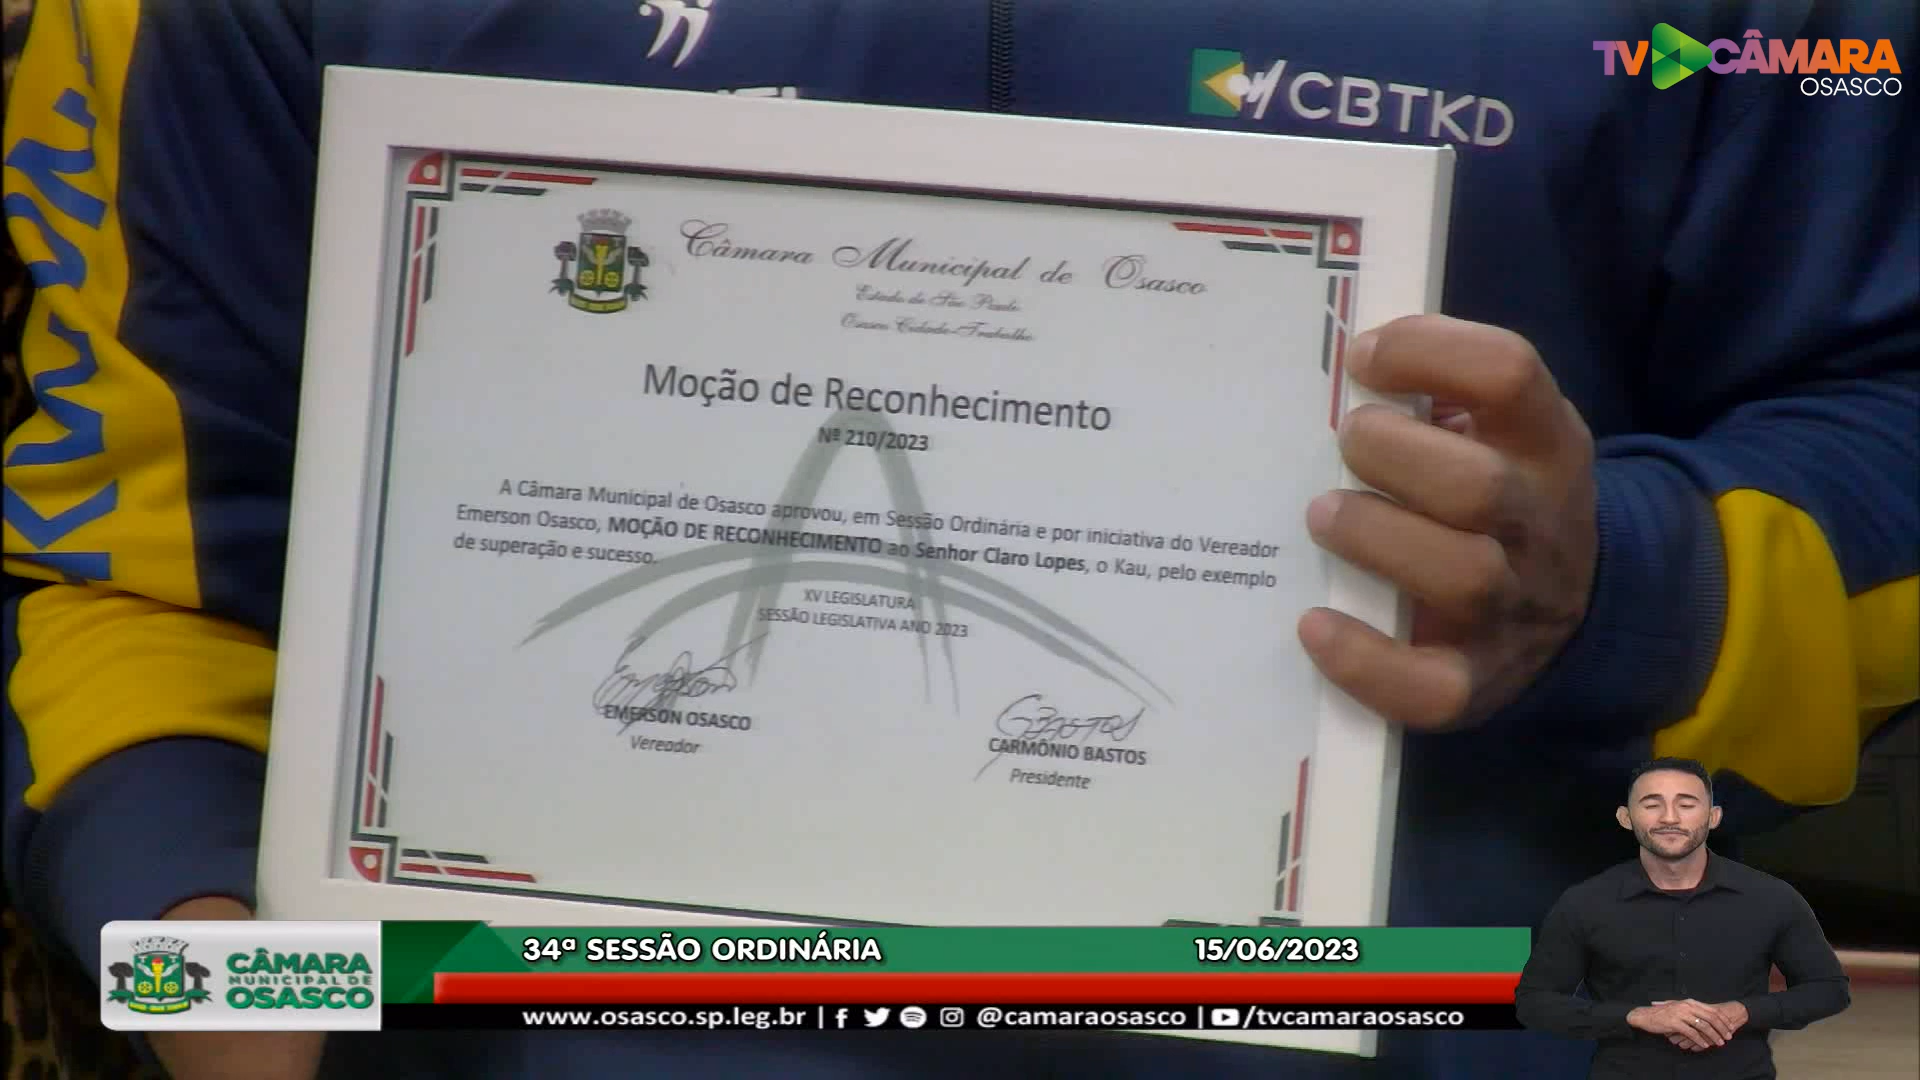 TV CÂMARA
OSASCO
CBTKD
Câmara Municipal de Osasco
Estado de São Paulo
Osasco Cidade-Trabalho
Moção de Reconhecimento
Nº 210/2023
A Câmara Municipal de Osasco aprovou, em Sessão Ordinária e por iniciativa do Vereador
Emerson Osasco, MOÇÃO DE RECONHECIMENTO ao Senhor Claro Lopes, o Kau, pelo exemplo
de superação e sucesso.
XV LEGISLATURA
SESSÃO LEGISLATIVA ANO 2023
EMERSON OSASCO
Vereador
CARMÔNIO BASTOS
Presidente
34ª SESSÃO ORDINÁRIA 15/06/2023
CÂMARA
MUNICIPAL DE
OSASCO
www.osasco.sp.leg.br | @camaraosasco | /tvcamaraosasco